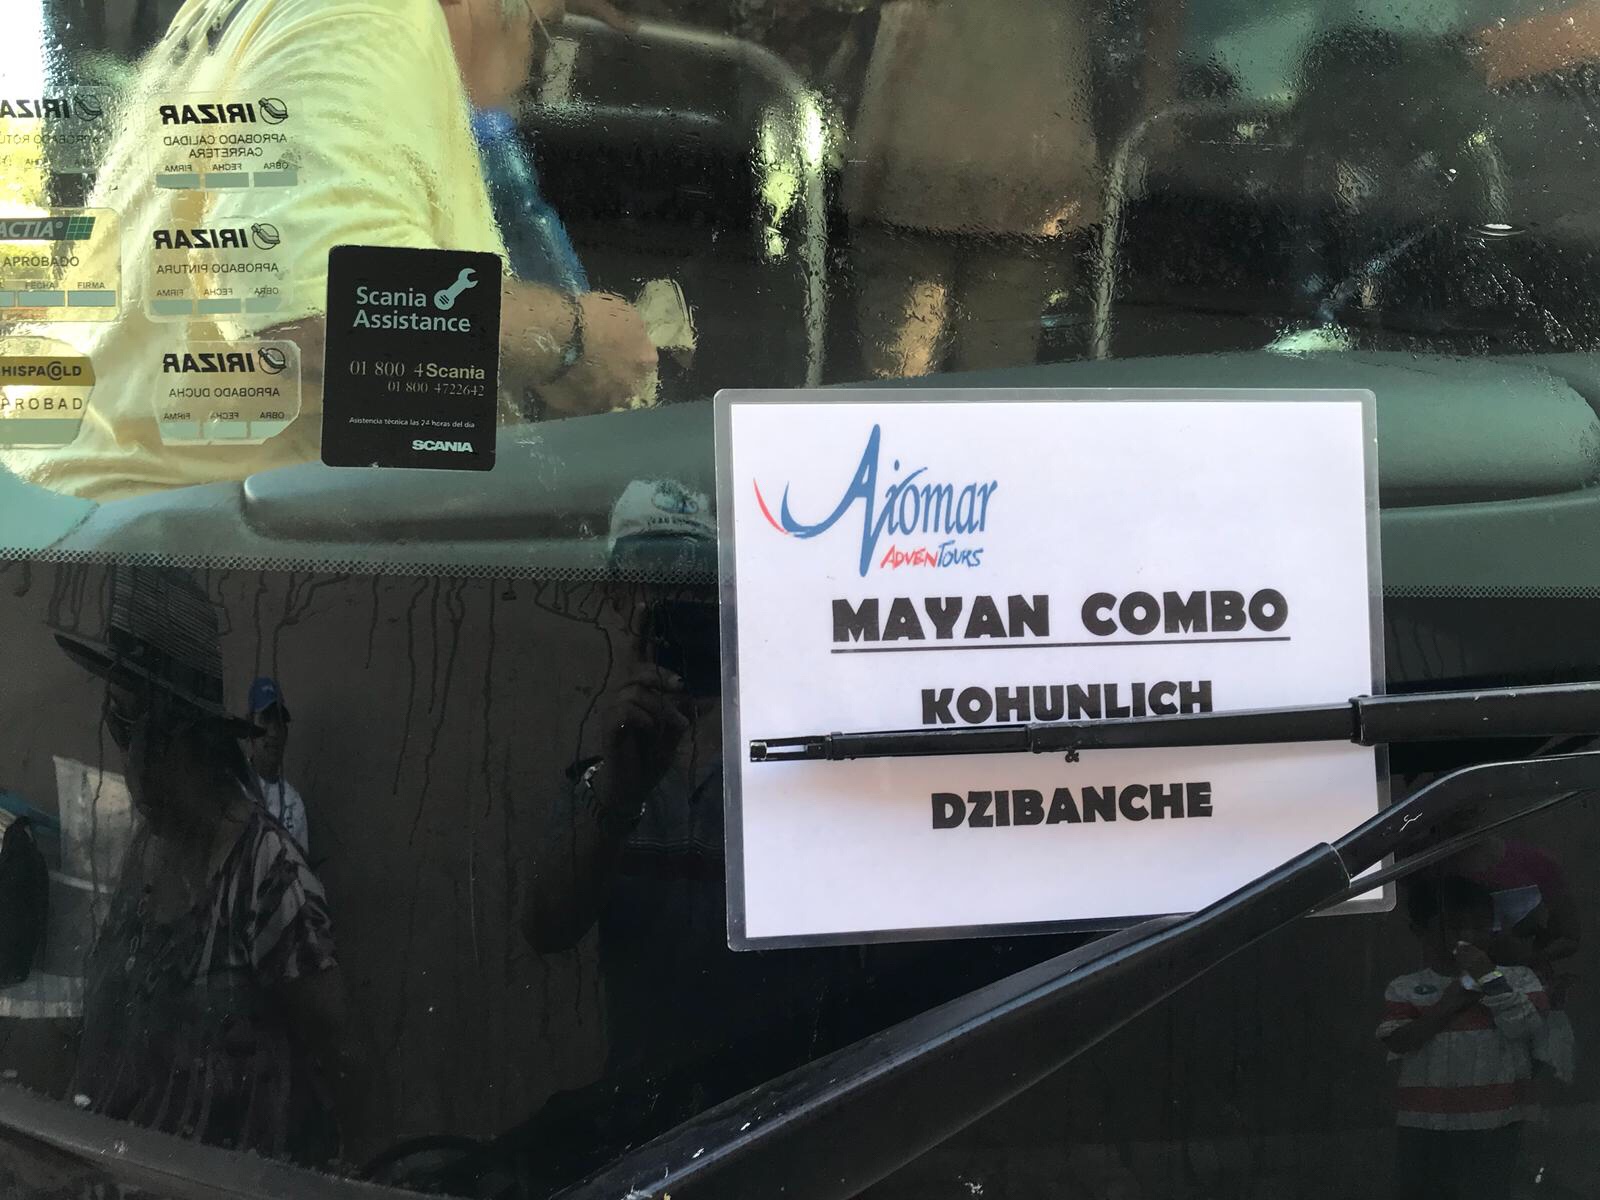 IRIZAR
IRIZAR
APROBADO CALIDAD
CARRETERA
OBRA FECHA FIRMA
ACTIA®
APROBADO
FECHA FIRMA
IRIZAR
APROBADO PINTURA
OBRA FECHA FIRMA
HISPACOLD
IRIZAR
APROBADO DUCHA
OBRA FECHA FIRMA
Scania
Assistance
01 800 4Scania
01 800 4722642
Asistencia técnica las 24 horas del día
SCANIA
Aromar
ADVENTOURS
MAYAN COMBO
KOHUNLICH
&
DZIBANCHE